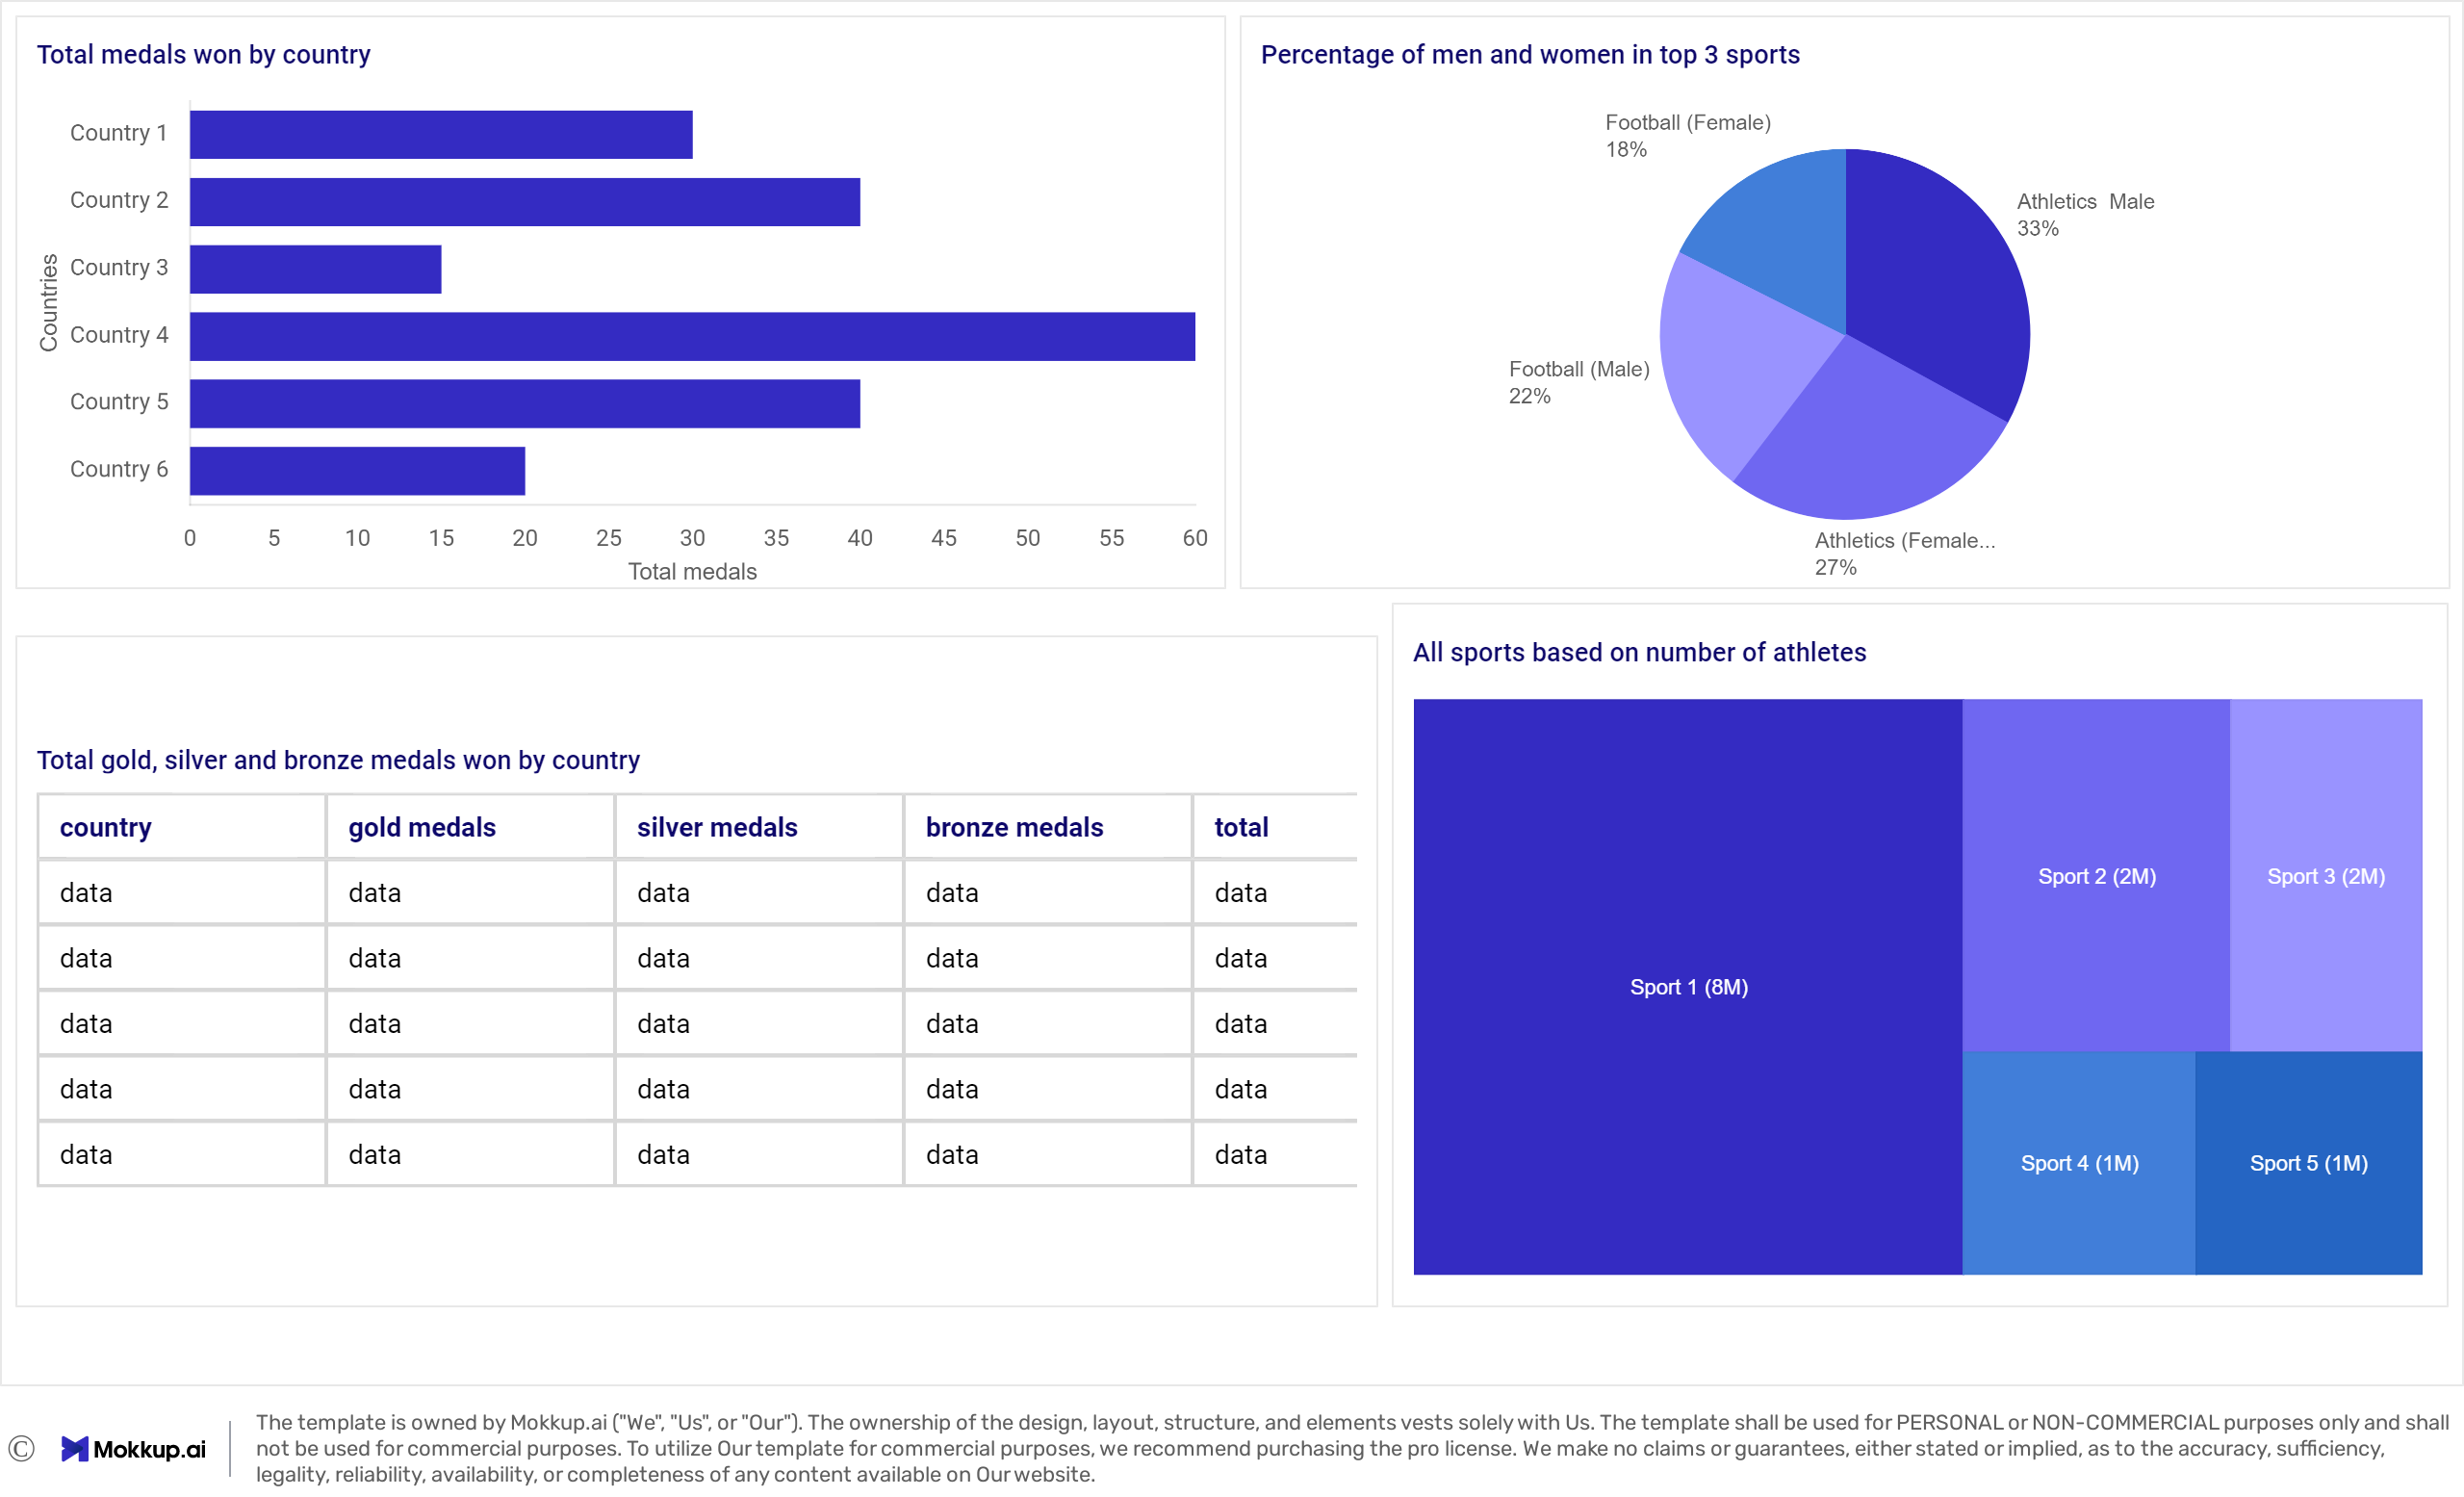 Total medals won by country
Countries
Country 1
Country 2
Country 3
Country 4
Country 5
Country 6
0 5 10 15 20 25 30 35 40 45 50 55 60
Total medals
Percentage of men and women in top 3 sports
Football (Female)
18%
Athletics  Male
33%
Football (Male)
22%
Athletics (Female...
27%
Total gold, silver and bronze medals won by country
country gold medals silver medals bronze medals total
data data data data data
data data data data data
data data data data data
data data data data data
data data data data data
All sports based on number of athletes
Sport 1 (8M)
Sport 2 (2M)
Sport 3 (2M)
Sport 4 (1M)
Sport 5 (1M)
© Mokkup.ai
The template is owned by Mokkup.ai ("We", "Us", or "Our"). The ownership of the design, layout, structure, and elements vests solely with Us. The template shall be used for PERSONAL or NON-COMMERCIAL purposes only and shall
not be used for commercial purposes. To utilize Our template for commercial purposes, we recommend purchasing the pro license. We make no claims or guarantees, either stated or implied, as to the accuracy, sufficiency,
legality, reliability, availability, or completeness of any content available on Our website.